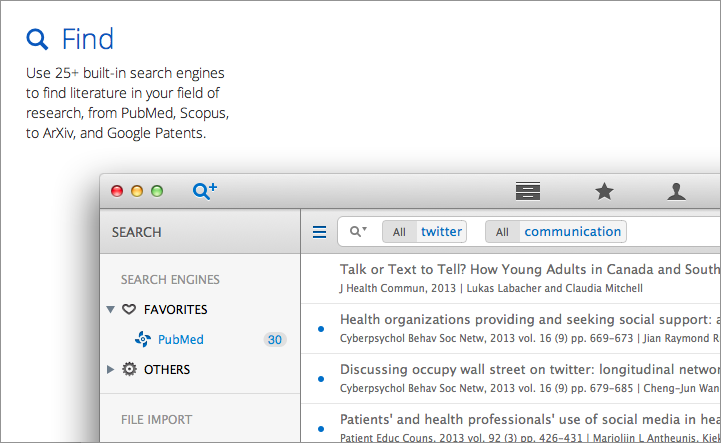 Find
Use 25+ built-in search engines
to find literature in your field of
research, from PubMed, Scopus,
to ArXiv, and Google Patents.
SEARCH
All twitter All communication
SEARCH ENGINES
FAVORITES
PubMed 30
OTHERS
FILE IMPORT
Talk or Text to Tell? How Young Adults in Canada and South
J Health Commun, 2013 | Lukas Labacher and Claudia Mitchell
Health organizations providing and seeking social support: a
Cyberpsychol Behav Soc Netw, 2013 vol. 16 (9) pp. 669-673 | Jian Raymond R
Discussing occupy wall street on twitter: longitudinal networ
Cyberpsychol Behav Soc Netw, 2013 vol. 16 (9) pp. 679-685 | Cheng-Jun Wan
Patients' and health professionals' use of social media in hea
Patient Educ Couns, 2013 vol. 92 (3) pp. 426-431 | Marjolijn L Antheunis, Kiek